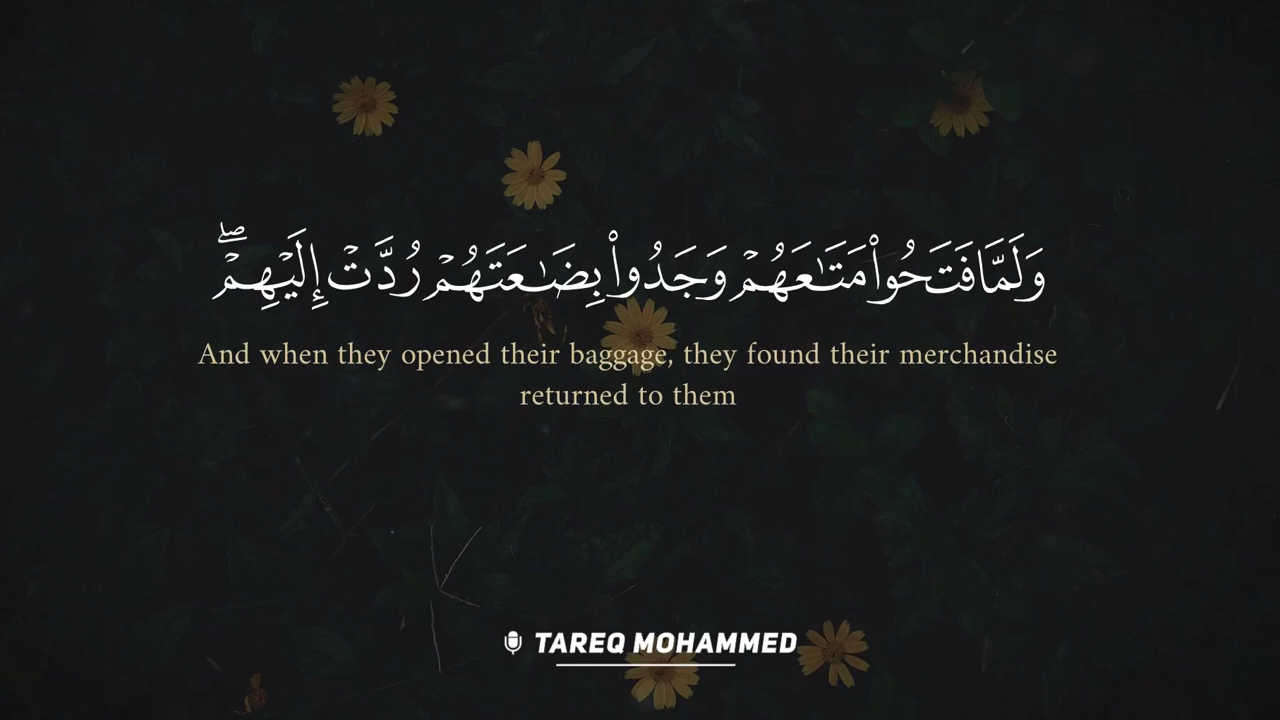 وَلَمَّا فَتَحُوا۟ مَتَـٰعَهُمْ وَجَدُوا۟ بِضَـٰعَتَهُمْ رُدَّتْ إِلَيْهِمْ ۖ
And when they opened their baggage, they found their merchandise
returned to them
TAREQ MOHAMMED